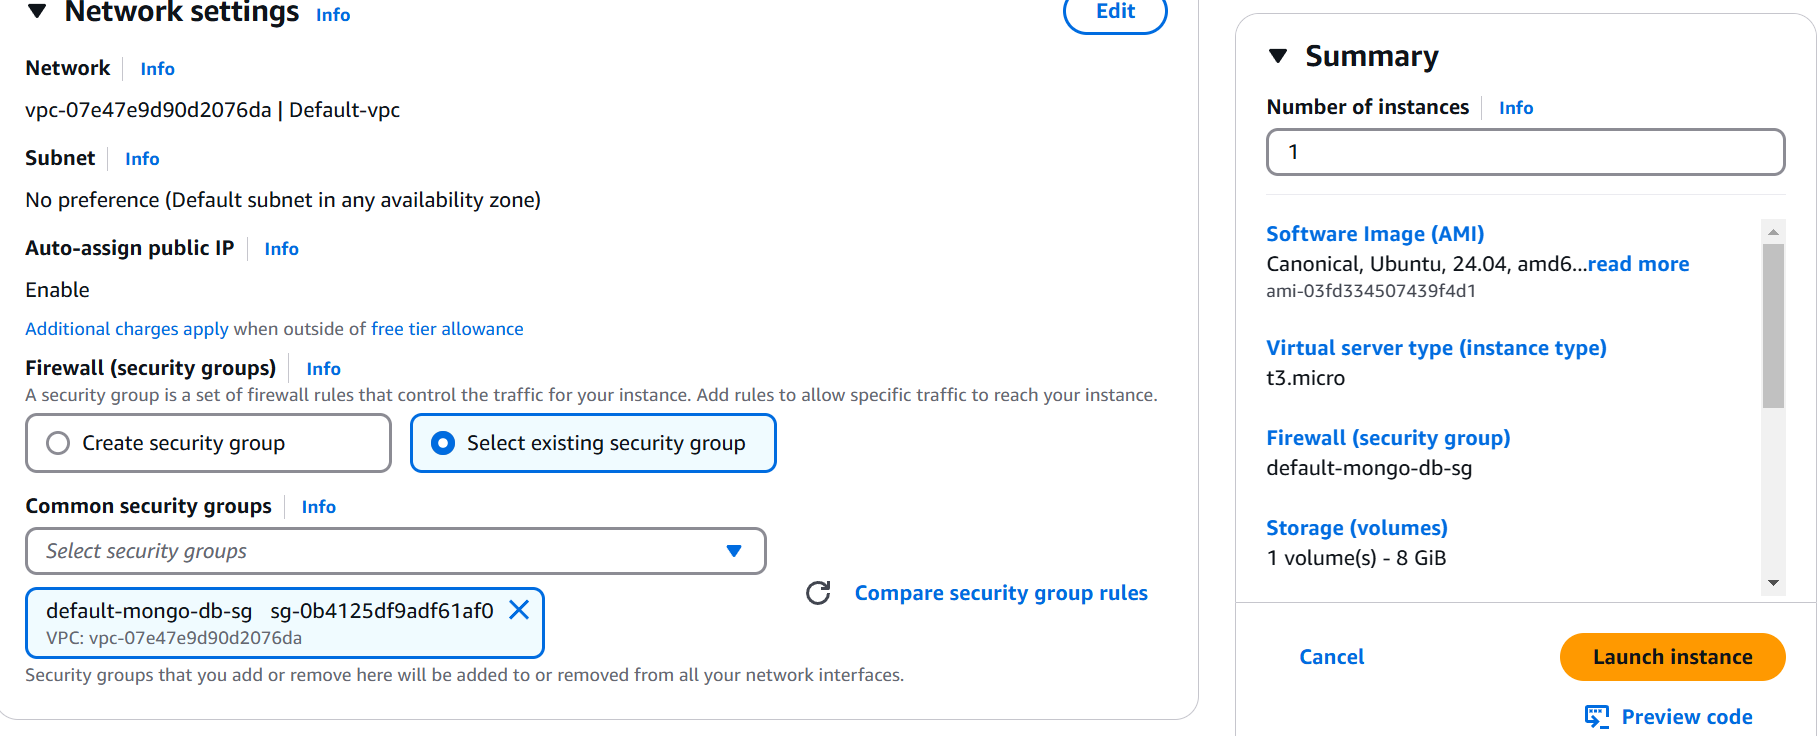 Network settings Info
Edit
Network Info
vpc-07e47e9d90d2076da | Default-vpc
Subnet Info
No preference (Default subnet in any availability zone)
Auto-assign public IP Info
Enable
Additional charges apply when outside of free tier allowance
Firewall (security groups) Info
A security group is a set of firewall rules that control the traffic for your instance. Add rules to allow specific traffic to reach your instance.
Create security group
Select existing security group
Common security groups Info
Select security groups
default-mongo-db-sg sg-0b4125df9adf61af0
VPC: vpc-07e47e9d90d2076da
Compare security group rules
Security groups that you add or remove here will be added to or removed from all your network interfaces.
Summary
Number of instances Info
1
Software Image (AMI)
Canonical, Ubuntu, 24.04, amd6...read more
ami-03fd334507439f4d1
Virtual server type (instance type)
t3.micro
Firewall (security group)
default-mongo-db-sg
Storage (volumes)
1 volume(s) - 8 GiB
Cancel
Launch instance
Preview code